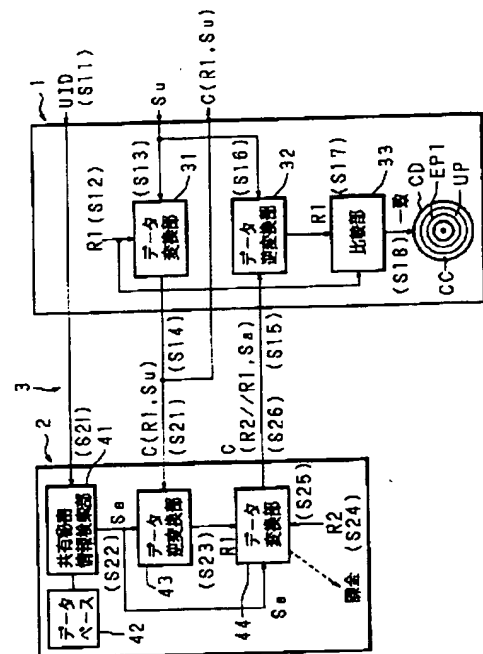 3
2
(S21)
41
共有秘密
情報検索部
データ
ベース
42
(S22)
Sa
データ
逆変換部
43
(S23)
R1
データ
変換部
44
Sa
(S25)
R2
(S24)
課金
C(R1,Su)
(S21)
(S14)
C
(R2//R1,Sa)
(S26)
(S15)
1
UID
(S11)
Su
C(R1,Su)
R1(S12)
(S13)
31
データ
変換部
(S16)
32
データ
逆変換部
R1
(S17)
33
比較部
(S18)
一致
CD
EP1
UP
CC